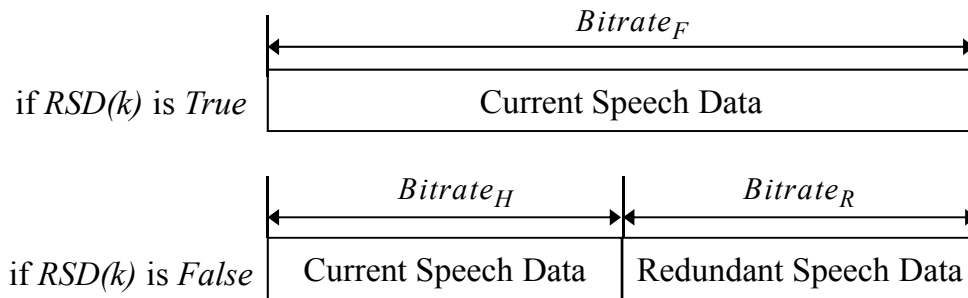 Bitrate_F
if RSD(k) is True Current Speech Data
Bitrate_H Bitrate_R
if RSD(k) is False Current Speech Data Redundant Speech Data